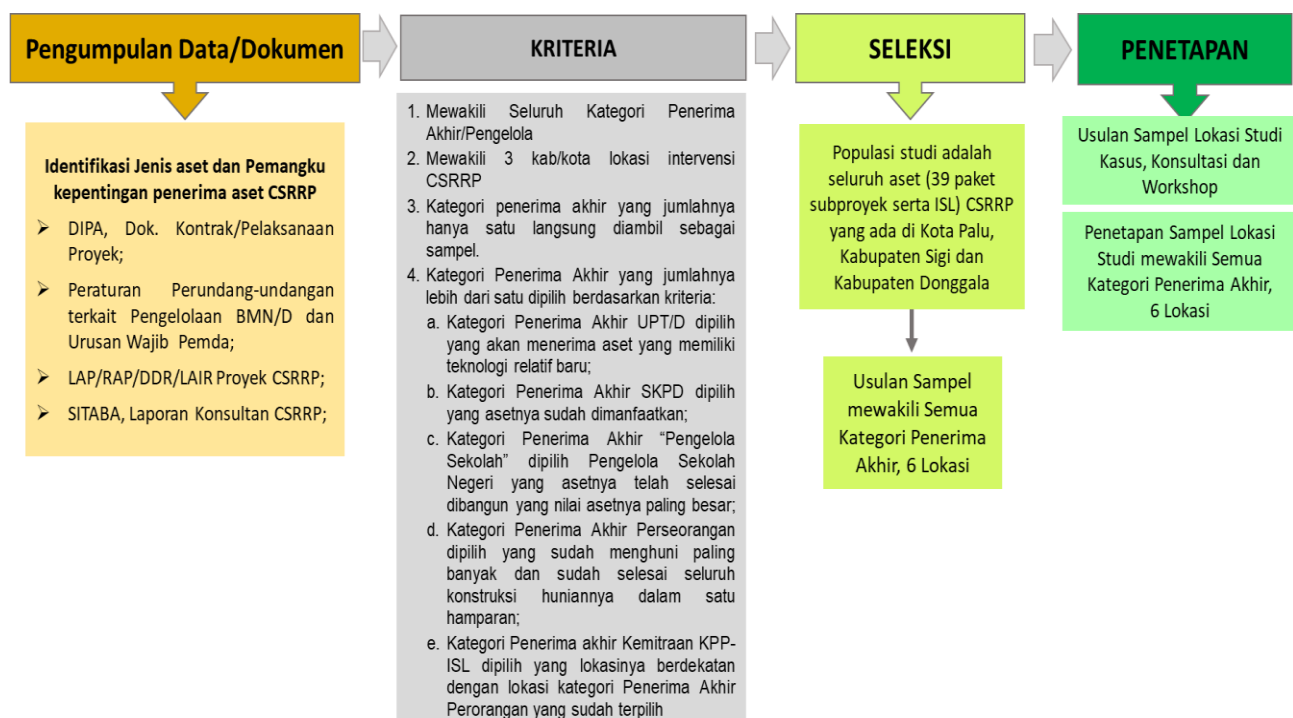 Pengumpulan Data/Dokumen
Identifikasi Jenis aset dan Pemangku
kepentingan penerima aset CSRRP
➢ DIPA, Dok. Kontrak/Pelaksanaan
Proyek;
➢ Peraturan Perundang-undangan
terkait Pengelolaan BMN/D dan
Urusan Wajib Pemda;
➢ LAP/RAP/DDR/LAIR Proyek CSRRP;
➢ SITABA, Laporan Konsultan CSRRP;
KRITERIA
1. Mewakili Seluruh Kategori Penerima
Akhir/Pengelola
2. Mewakili 3 kab/kota lokasi intervensi
CSRRP
3. Kategori penerima akhir yang jumlahnya
hanya satu langsung diambil sebagai
sampel.
4. Kategori Penerima Akhir yang jumlahnya
lebih dari satu dipilih berdasarkan kriteria:
a. Kategori Penerima Akhir UPT/D dipilih
yang akan menerima aset yang memiliki
teknologi relatif baru;
b. Kategori Penerima Akhir SKPD dipilih
yang asetnya sudah dimanfaatkan;
c. Kategori Penerima Akhir “Pengelola
Sekolah” dipilih Pengelola Sekolah
Negeri yang asetnya telah selesai
dibangun yang nilai asetnya paling besar;
d. Kategori Penerima Akhir Perseorangan
dipilih yang sudah menghuni paling
banyak dan sudah selesai seluruh
konstruksi huniannya dalam satu
hamparan;
e. Kategori Penerima akhir Kemitraan KPP-
ISL dipilih yang lokasinya berdekatan
dengan lokasi kategori Penerima Akhir
Perorangan yang sudah terpilih
SELEKSI
Populasi studi adalah
seluruh aset (39 paket
subproyek serta ISL) CSRRP
yang ada di Kota Palu,
Kabupaten Sigi dan
Kabupaten Donggala
Usulan Sampel
mewakili Semua
Kategori Penerima
Akhir, 6 Lokasi
PENETAPAN
Usulan Sampel Lokasi Studi
Kasus, Konsultasi dan
Workshop
Penetapan Sampel Lokasi
Studi mewakili Semua
Kategori Penerima Akhir,
6 Lokasi